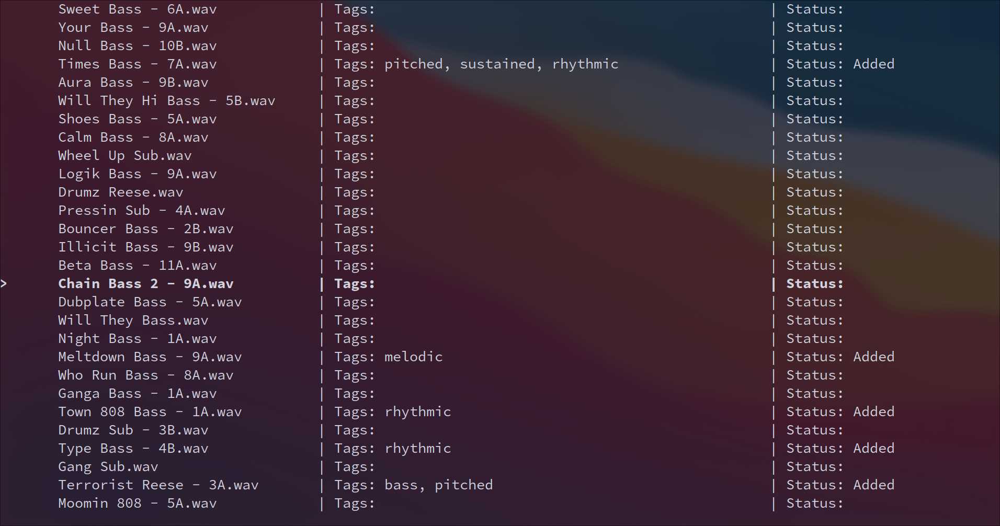 Sweet Bass - 6A.wav | Tags: | Status:
Your Bass - 9A.wav | Tags: | Status:
Null Bass - 10B.wav | Tags: | Status:
Times Bass - 7A.wav | Tags: pitched, sustained, rhythmic | Status: Added
Aura Bass - 9B.wav | Tags: | Status:
Will They Hi Bass - 5B.wav | Tags: | Status:
Shoes Bass - 5A.wav | Tags: | Status:
Calm Bass - 8A.wav | Tags: | Status:
Wheel Up Sub.wav | Tags: | Status:
Logik Bass - 9A.wav | Tags: | Status:
Drumz Reese.wav | Tags: | Status:
Pressin Sub - 4A.wav | Tags: | Status:
Bouncer Bass - 2B.wav | Tags: | Status:
Illicit Bass - 9B.wav | Tags: | Status:
Beta Bass - 11A.wav | Tags: | Status:
> Chain Bass 2 - 9A.wav | Tags: | Status:
Dubplate Bass - 5A.wav | Tags: | Status:
Will They Bass.wav | Tags: | Status:
Night Bass - 1A.wav | Tags: | Status:
Meltdown Bass - 9A.wav | Tags: melodic | Status: Added
Who Run Bass - 8A.wav | Tags: | Status:
Ganga Bass - 1A.wav | Tags: | Status:
Town 808 Bass - 1A.wav | Tags: rhythmic | Status: Added
Drumz Sub - 3B.wav | Tags: | Status:
Type Bass - 4B.wav | Tags: rhythmic | Status: Added
Gang Sub.wav | Tags: | Status:
Terrorist Reese - 3A.wav | Tags: bass, pitched | Status: Added
Moomin 808 - 5A.wav | Tags: | Status: